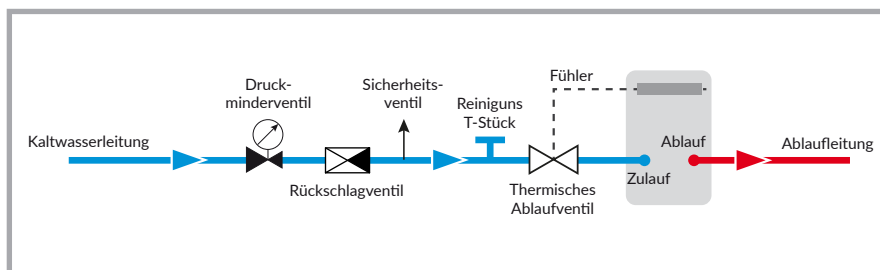 Kaltwasserleitung
Druck-
minderventil
Rückschlagventil
Sicherheits-
ventil
Reiniguns
T-Stück
Fühler
Thermisches
Ablaufventil
Zulauf
Ablauf
Ablaufleitung